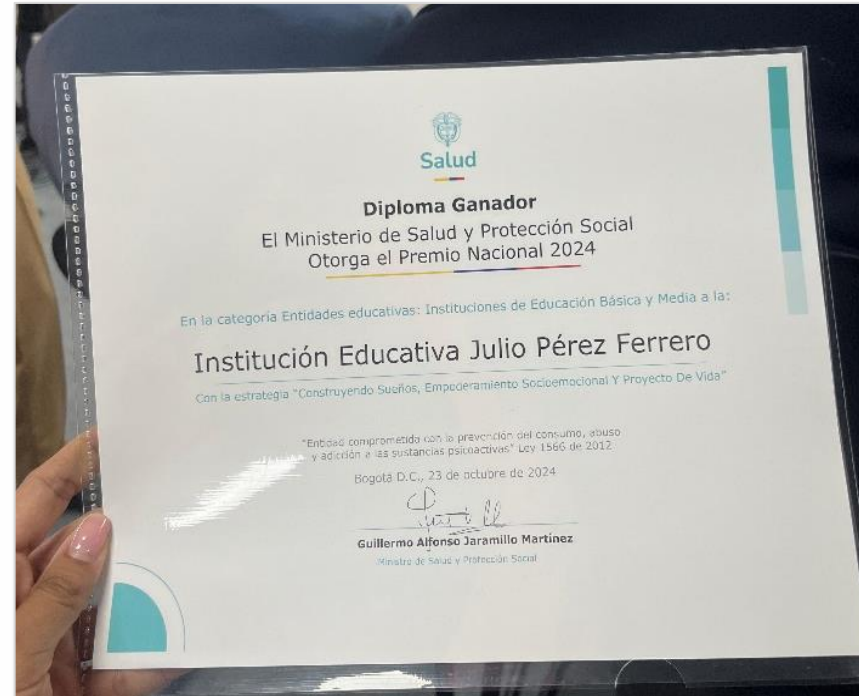 Salud
Diploma Ganador
El Ministerio de Salud y Protección Social
Otorga el Premio Nacional 2024
En la categoría Entidades educativas: Instituciones de Educación Básica y Media a la:
Institución Educativa Julio Pérez Ferrero
Con la estrategia "Construyendo Sueños, Empoderamiento Socioemocional Y Proyecto De Vida"
"Entidad comprometida con la prevención del consumo, abuso
y adicción a las sustancias psicoactivas" Ley 1566 de 2012
Bogotá D.C., 23 de octubre de 2024
Guillermo Alfonso Jaramillo Martínez
Ministro de Salud y Protección Social